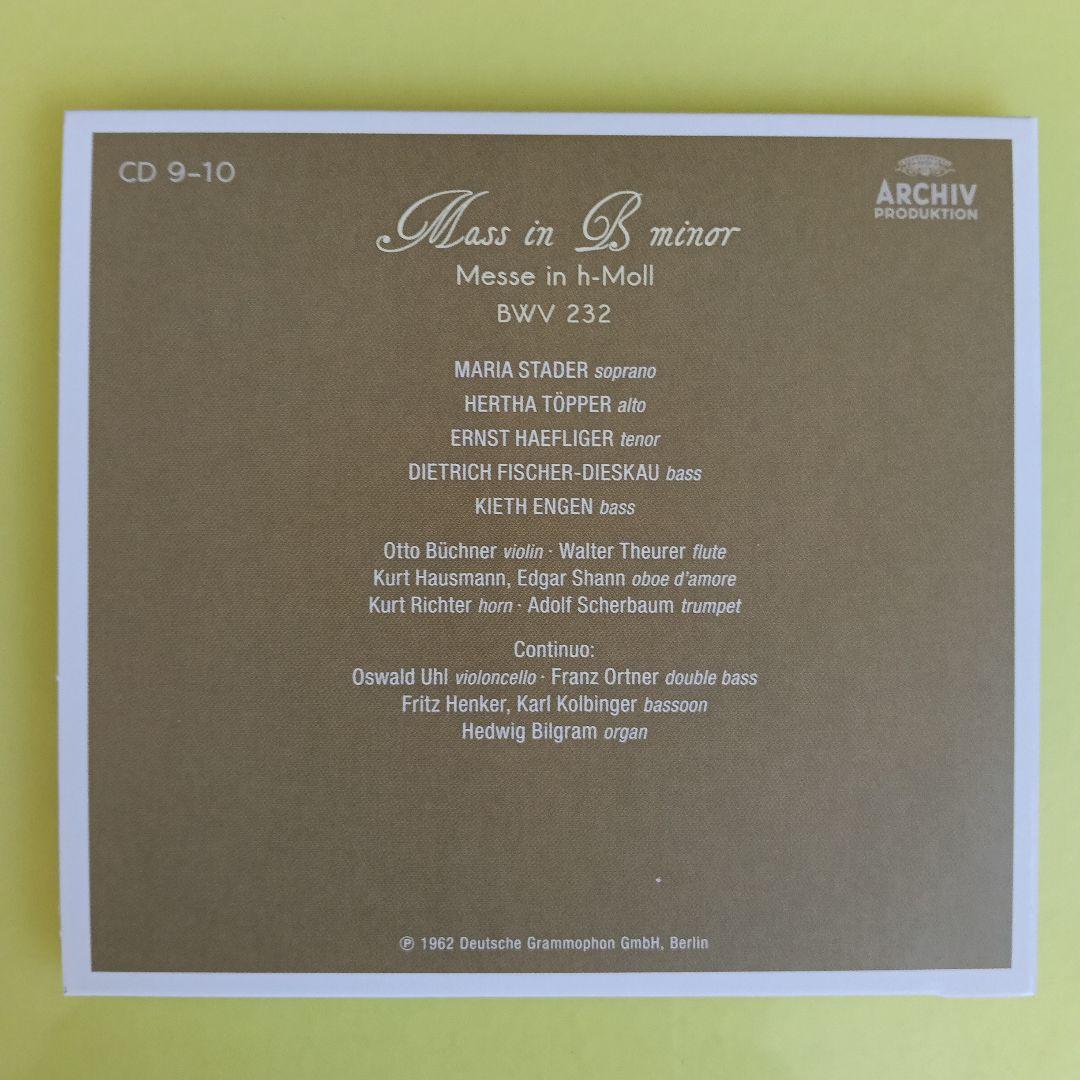 CD 9-10
ARCHIV
PRODUKTION
Mass in B minor
Messe in h-Moll
BWV 232
MARIA STADER soprano
HERTHA TÖPPER alto
ERNST HAEFLIGER tenor
DIETRICH FISCHER-DIESKAU bass
KIETH ENGEN bass
Otto Büchner violin · Walter Theurer flute
Kurt Hausmann, Edgar Shann oboe d'amore
Kurt Richter horn · Adolf Scherbaum trumpet
Continuo:
Oswald Uhl violoncello · Franz Ortner double bass
Fritz Henker, Karl Kolbinger bassoon
Hedwig Bilgram organ
℗ 1962 Deutsche Grammophon GmbH, Berlin